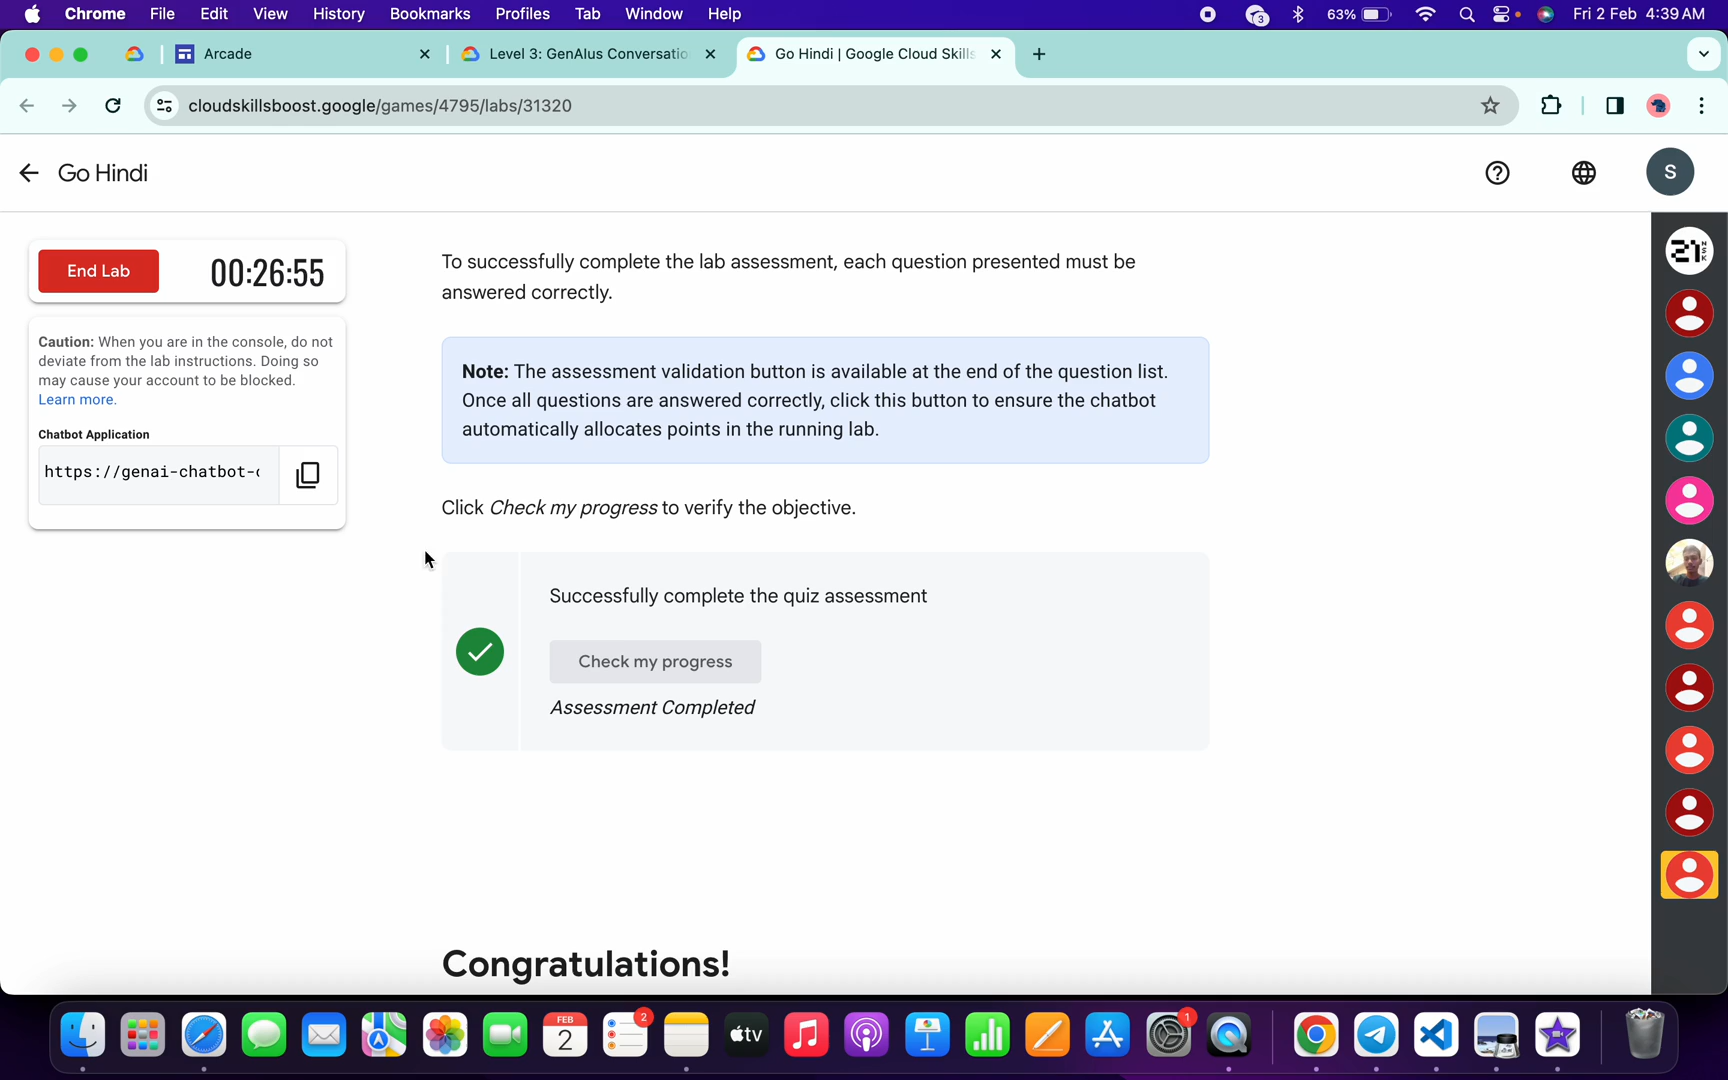 Chrome File Edit View History Bookmarks Profiles Tab Window Help 3 63% Fri 2 Feb 4:39 AM
Arcade Level 3: GenAIus Conversatio Go Hindi | Google Cloud Skills
cloudskillsboost.google/games/4795/labs/31320
Go Hindi S
End Lab 00:26:55
Caution: When you are in the console, do not
deviate from the lab instructions. Doing so
may cause your account to be blocked.
Learn more.
Chatbot Application
https://genai-chatbot-
To successfully complete the lab assessment, each question presented must be
answered correctly.
Note: The assessment validation button is available at the end of the question list.
Once all questions are answered correctly, click this button to ensure the chatbot
automatically allocates points in the running lab.
Click Check my progress to verify the objective.
Successfully complete the quiz assessment
Check my progress
Assessment Completed
Congratulations!
21
FEB
2
2
tv
1